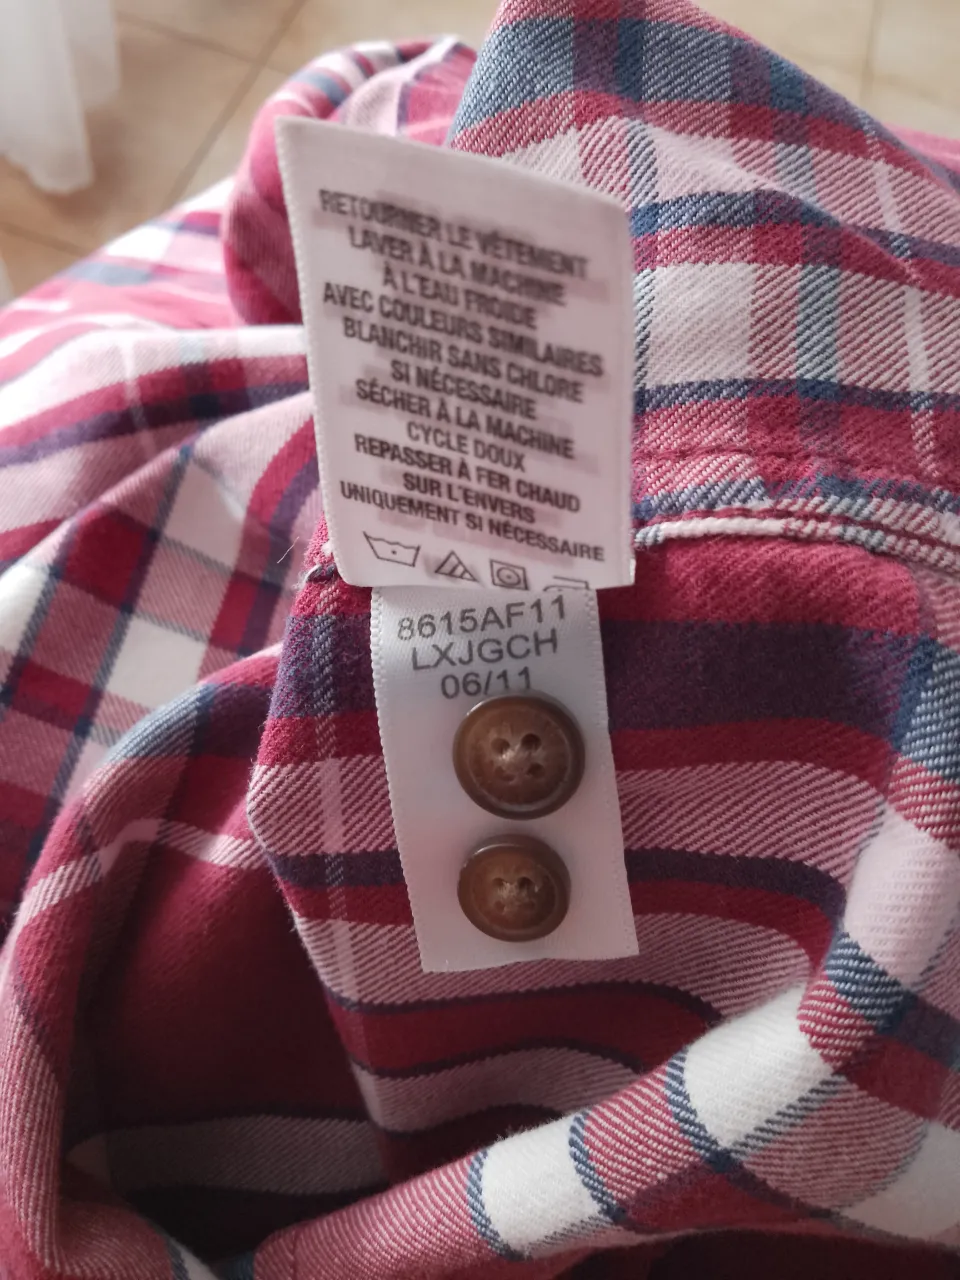 RETOURNER LE VÊTEMENT
LAVER À LA MACHINE
À L'EAU FROIDE
AVEC COULEURS SIMILAIRES
BLANCHIR SANS CHLORE
SI NÉCESSAIRE
SÉCHER À LA MACHINE
CYCLE DOUX
REPASSER À FER CHAUD
SUR L'ENVERS
UNIQUEMENT SI NÉCESSAIRE
8615AF11
LXJGCH
06/11